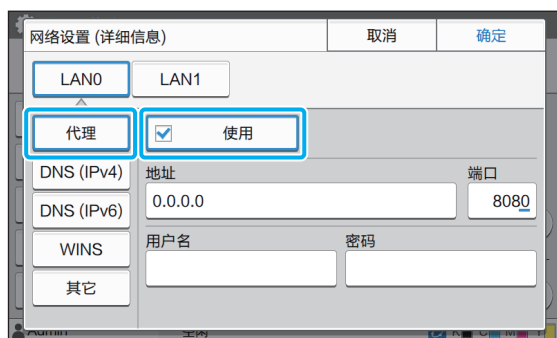 网络设置 (详细信息) 取消 确定
LAN0 LAN1
代理 使用
DNS (IPv4) 地址 端口
0.0.0.0 8080
DNS (IPv6)
WINS 用户名 密码
其它
Admin 空闲 K C M Y